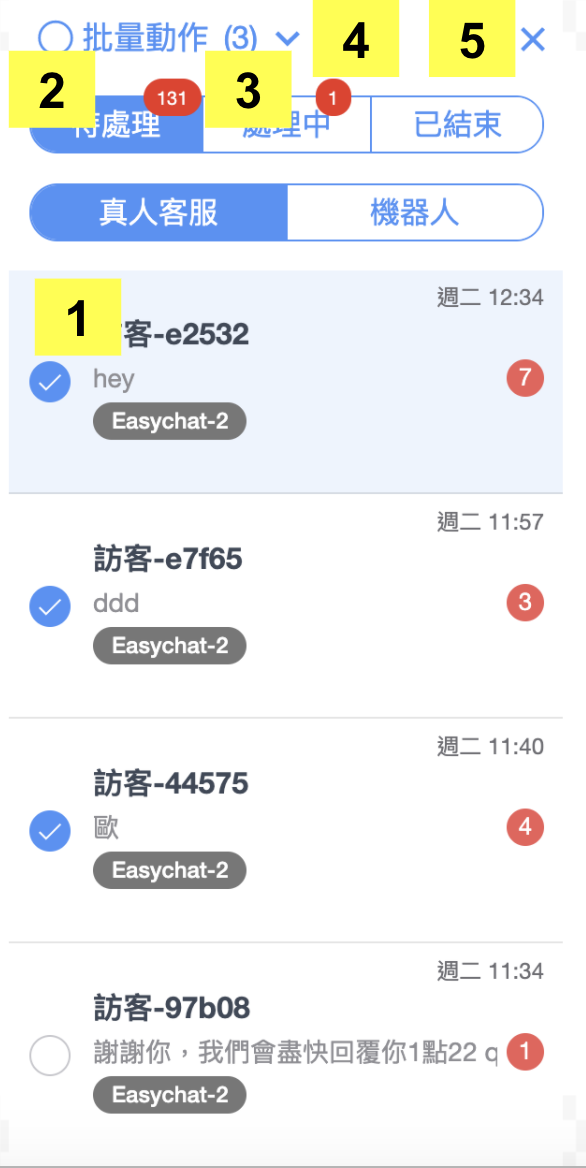 批量動作 (3) 4 5
2 131 3 1
處理中 已結束
真人客服 機器人
週二 12:34
1
客-e2532
hey 7
Easychat-2
週二 11:57
訪客-e7f65
ddd 3
Easychat-2
週二 11:40
訪客-44575
歐 4
Easychat-2
週二 11:34
訪客-97b08
謝謝你，我們會盡快回覆你1點22 q 1
Easychat-2